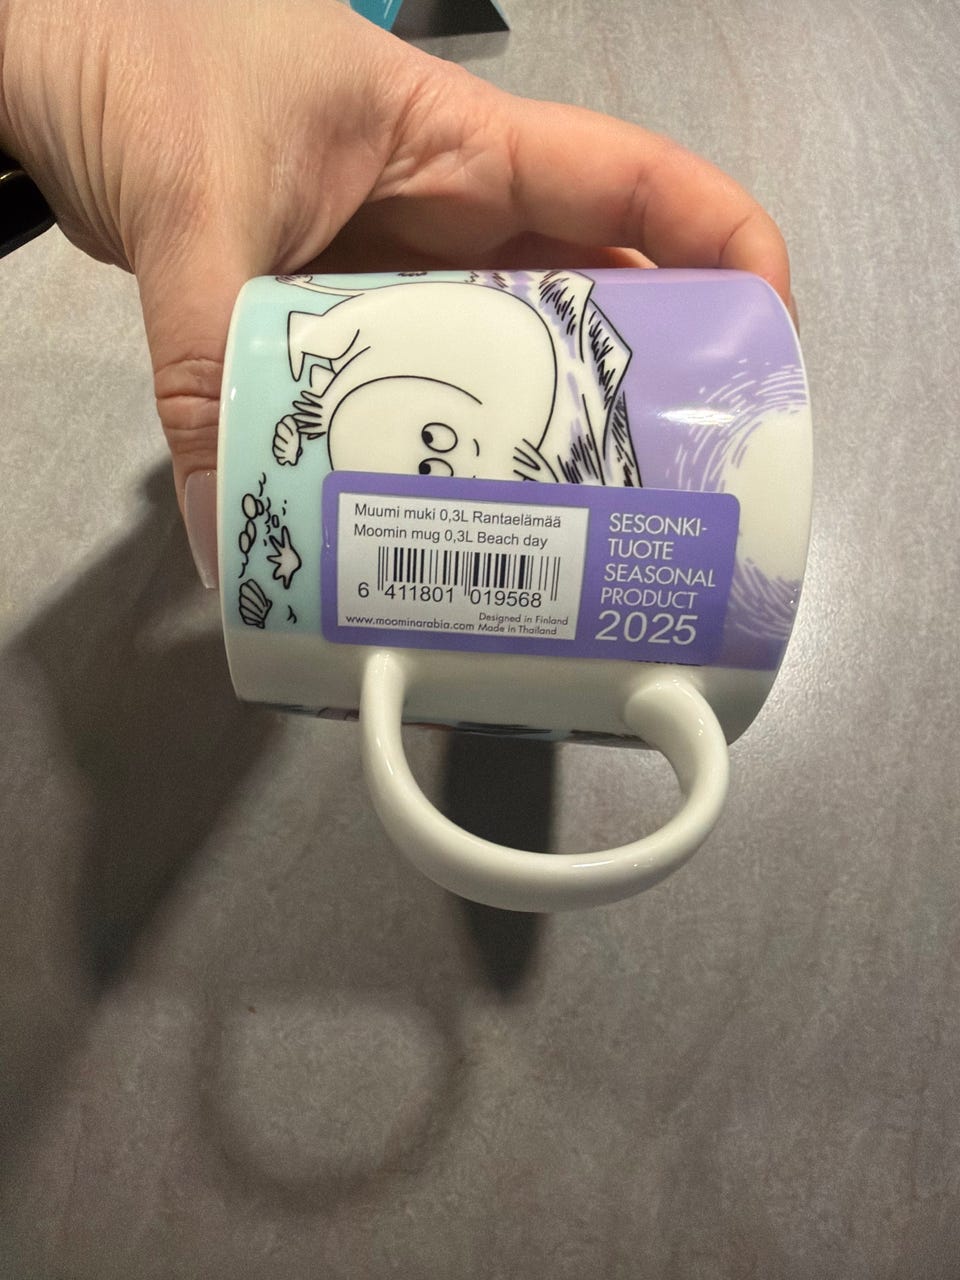 Muumi muki 0,3L Rantaelämää
Moomin mug 0,3L Beach day
6 411801 019568
www.moominarabia.com
Designed in Finland
Made in Thailand
SESONKI-
TUOTE
SEASONAL
PRODUCT
2025